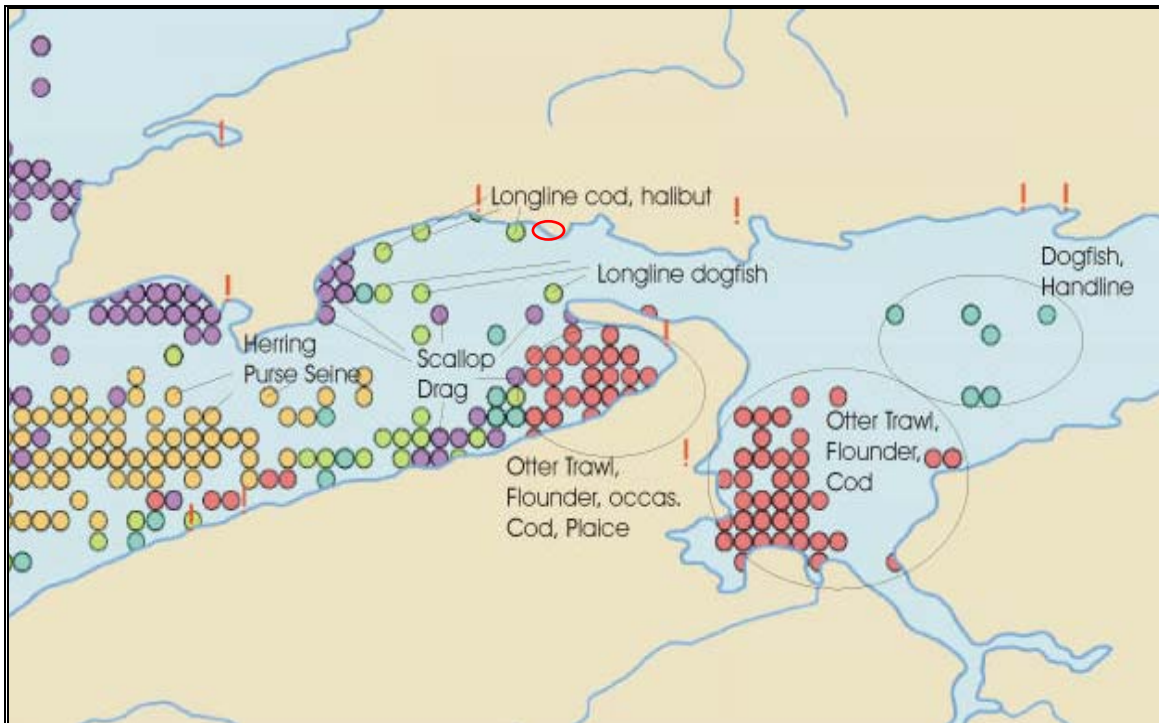 Longline cod, halibut
Longline dogfish
Dogfish,
Handline
Herring
Purse Seine
Scallop
Drag
Otter Trawl,
Flounder,
Cod
Otter Trawl,
Flounder, occas.
Cod, Plaice